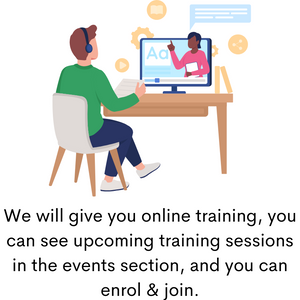 Aa
We will give you online training, you
can see upcoming training sessions
in the events section, and you can
enrol & join.